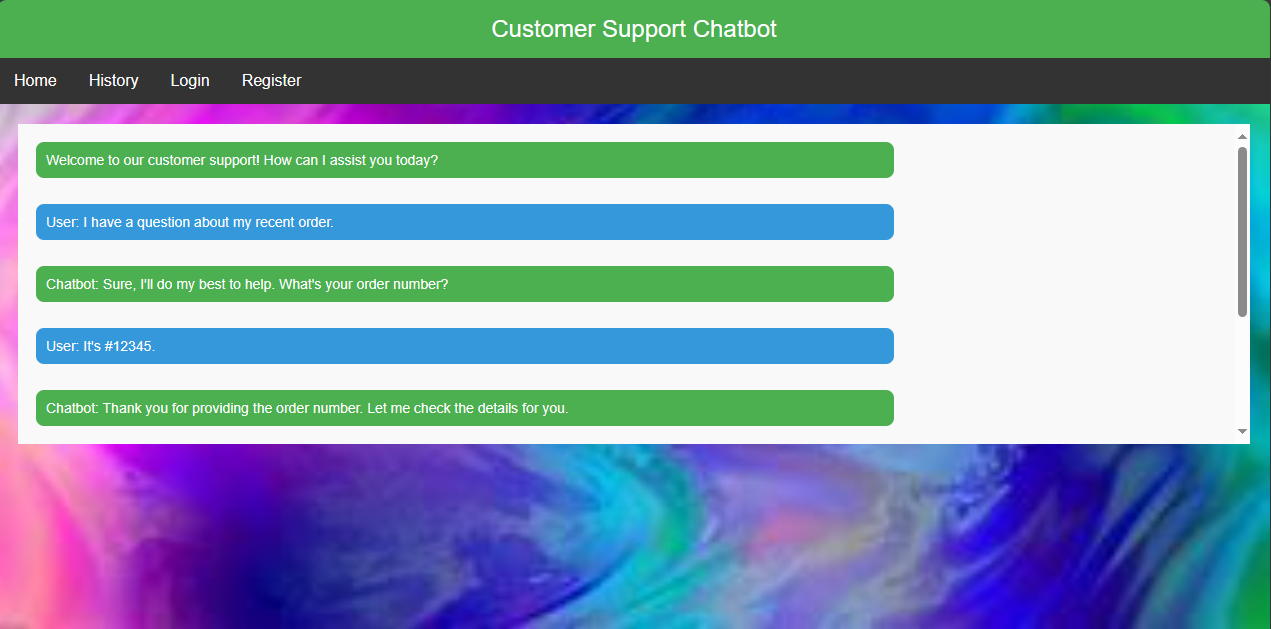 Customer Support Chatbot
Home History Login Register
Welcome to our customer support! How can I assist you today?
User: I have a question about my recent order.
Chatbot: Sure, I'll do my best to help. What's your order number?
User: It's #12345.
Chatbot: Thank you for providing the order number. Let me check the details for you.